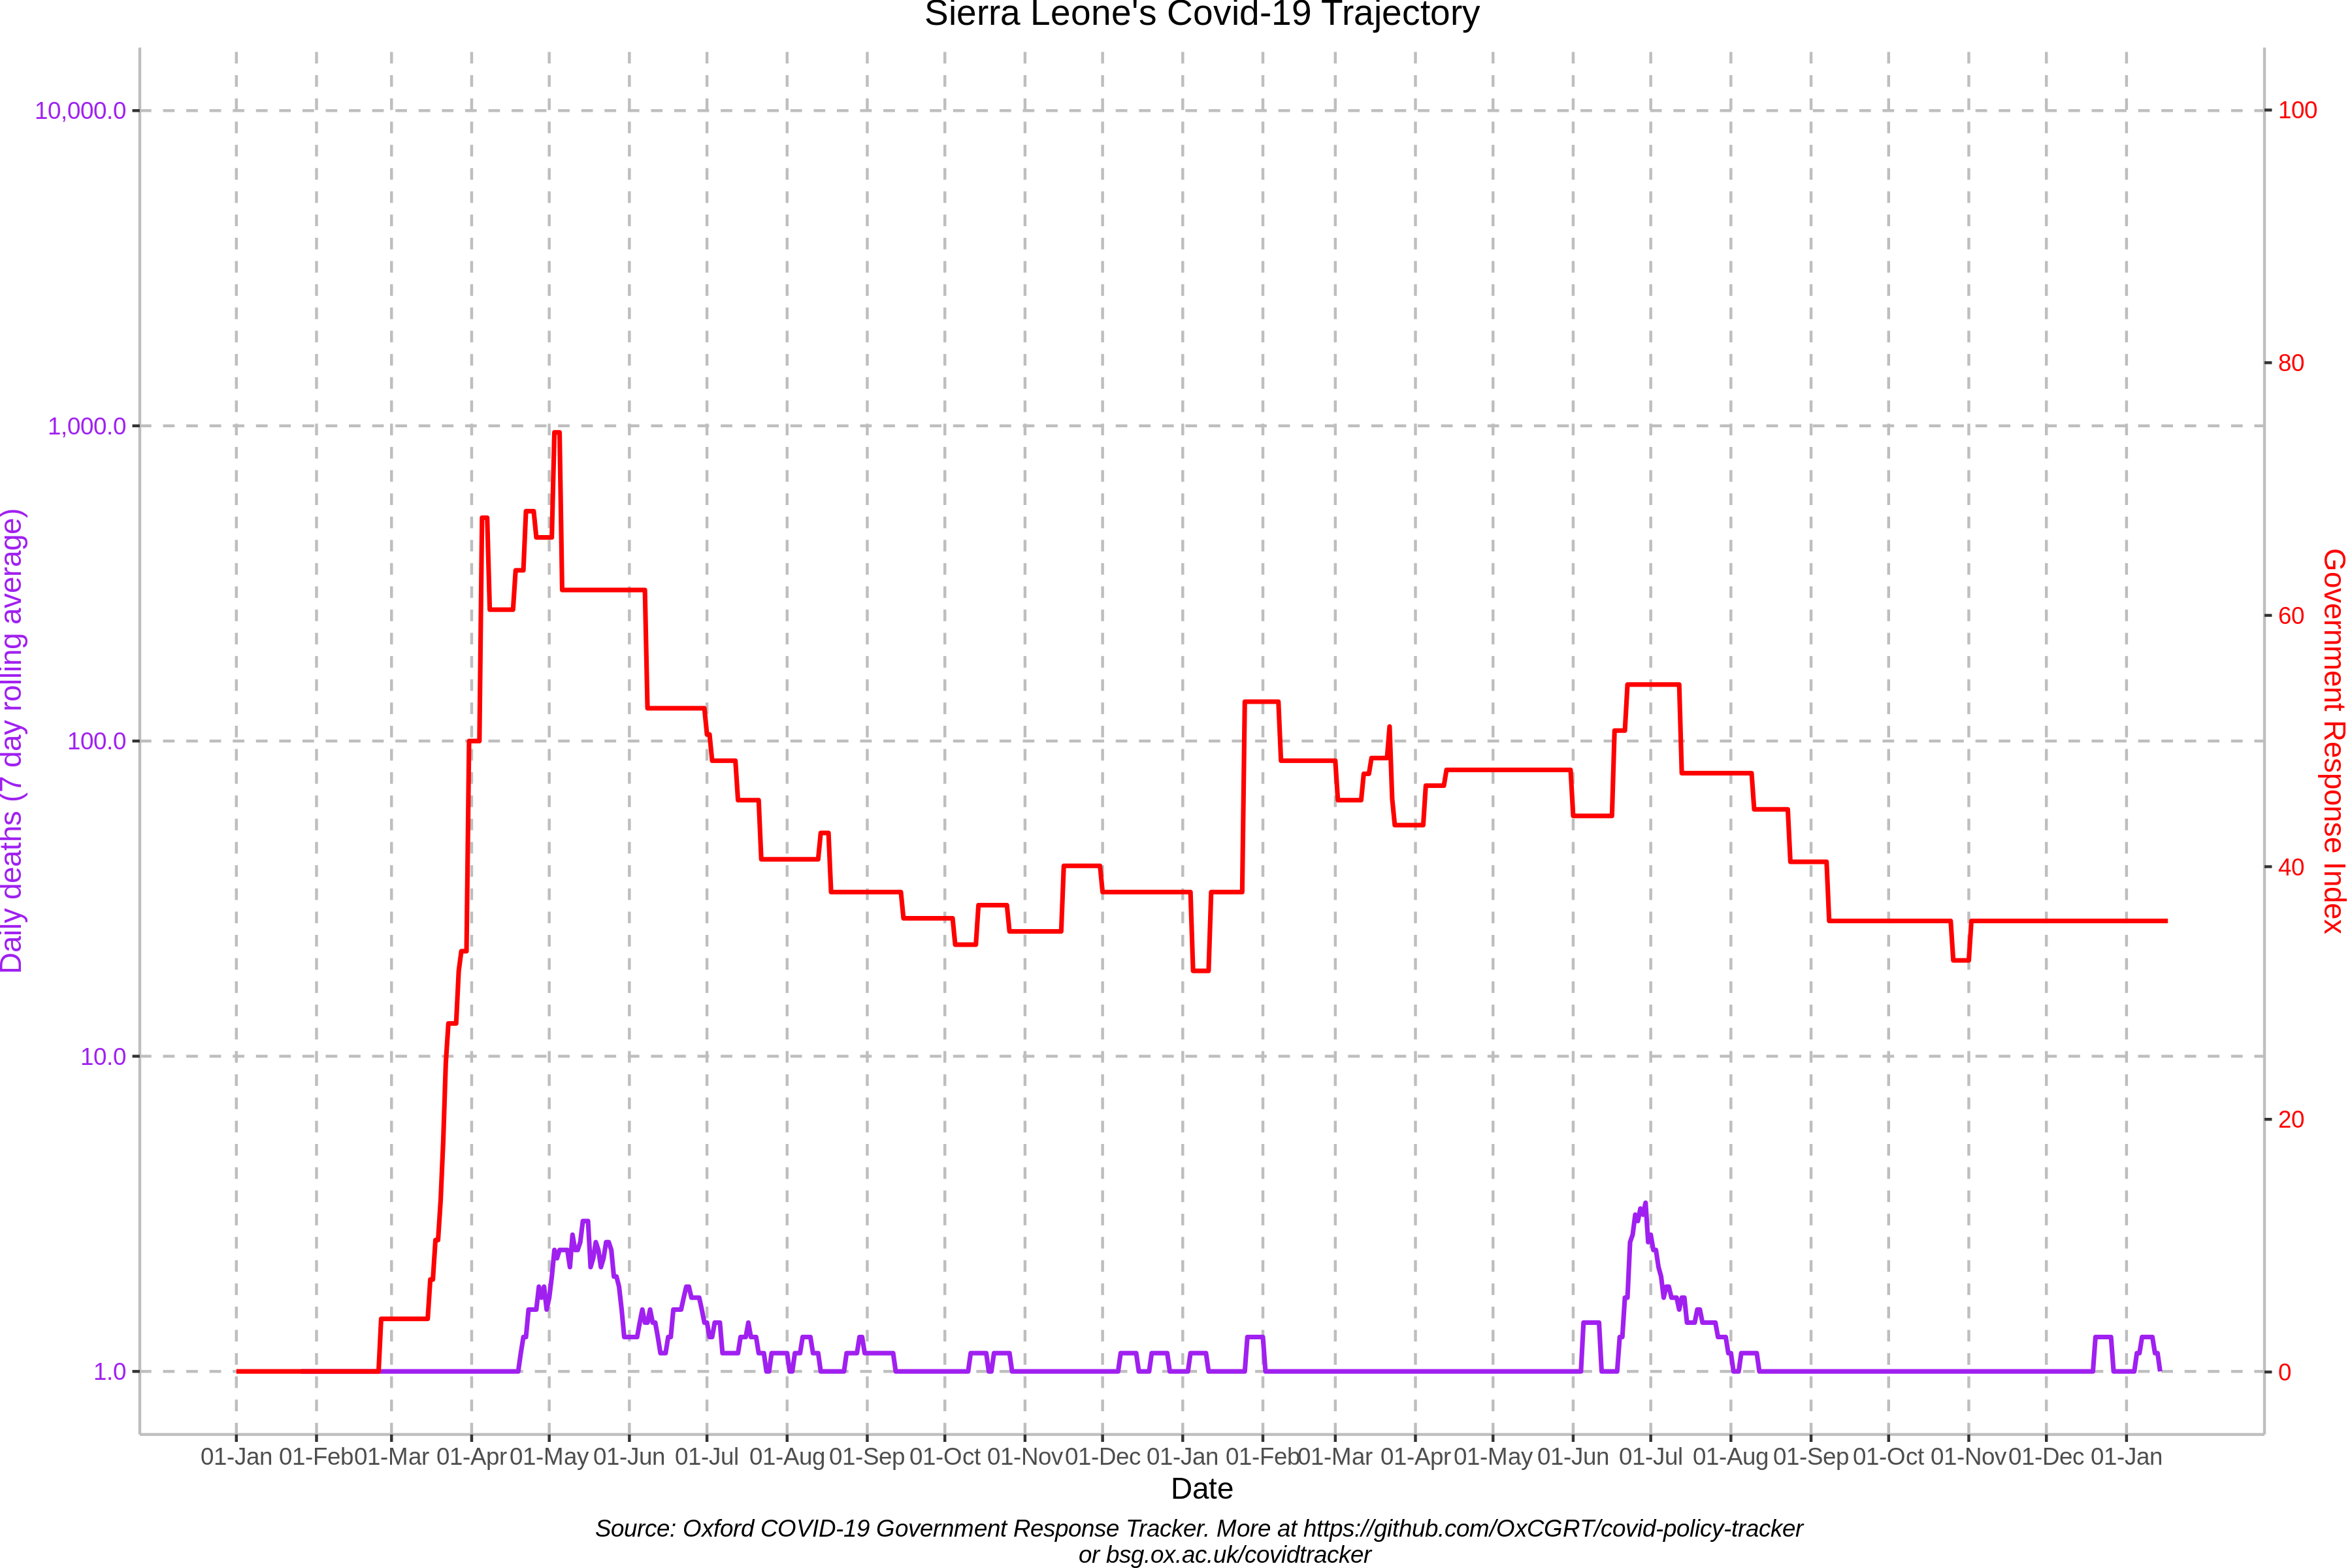 Sierra Leone's Covid-19 Trajectory
10,000.0
1,000.0
100.0
10.0
1.0
Daily deaths (7 day rolling average)
100
80
60
40
20
0
Government Response Index
01-Jan 01-Feb 01-Mar 01-Apr 01-May 01-Jun 01-Jul 01-Aug 01-Sep 01-Oct 01-Nov 01-Dec 01-Jan 01-Feb 01-Mar 01-Apr 01-May 01-Jun 01-Jul 01-Aug 01-Sep 01-Oct 01-Nov 01-Dec 01-Jan
Date
Source: Oxford COVID-19 Government Response Tracker. More at https://github.com/OxCGRT/covid-policy-tracker
or bsg.ox.ac.uk/covidtracker